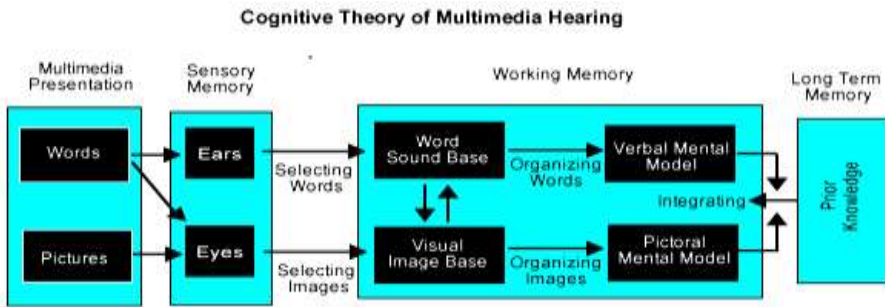 Cognitive Theory of Multimedia Hearing
Multimedia
Presentation
Sensory
Memory
Working Memory
Long Term
Memory
Words
Ears
Selecting
Words
Word
Sound Base
Organizing
Words
Verbal Mental
Model
Integrating
Prior
Knowledge
Pictures
Eyes
Selecting
Images
Visual
Image Base
Organizing
Images
Pictoral
Mental Model